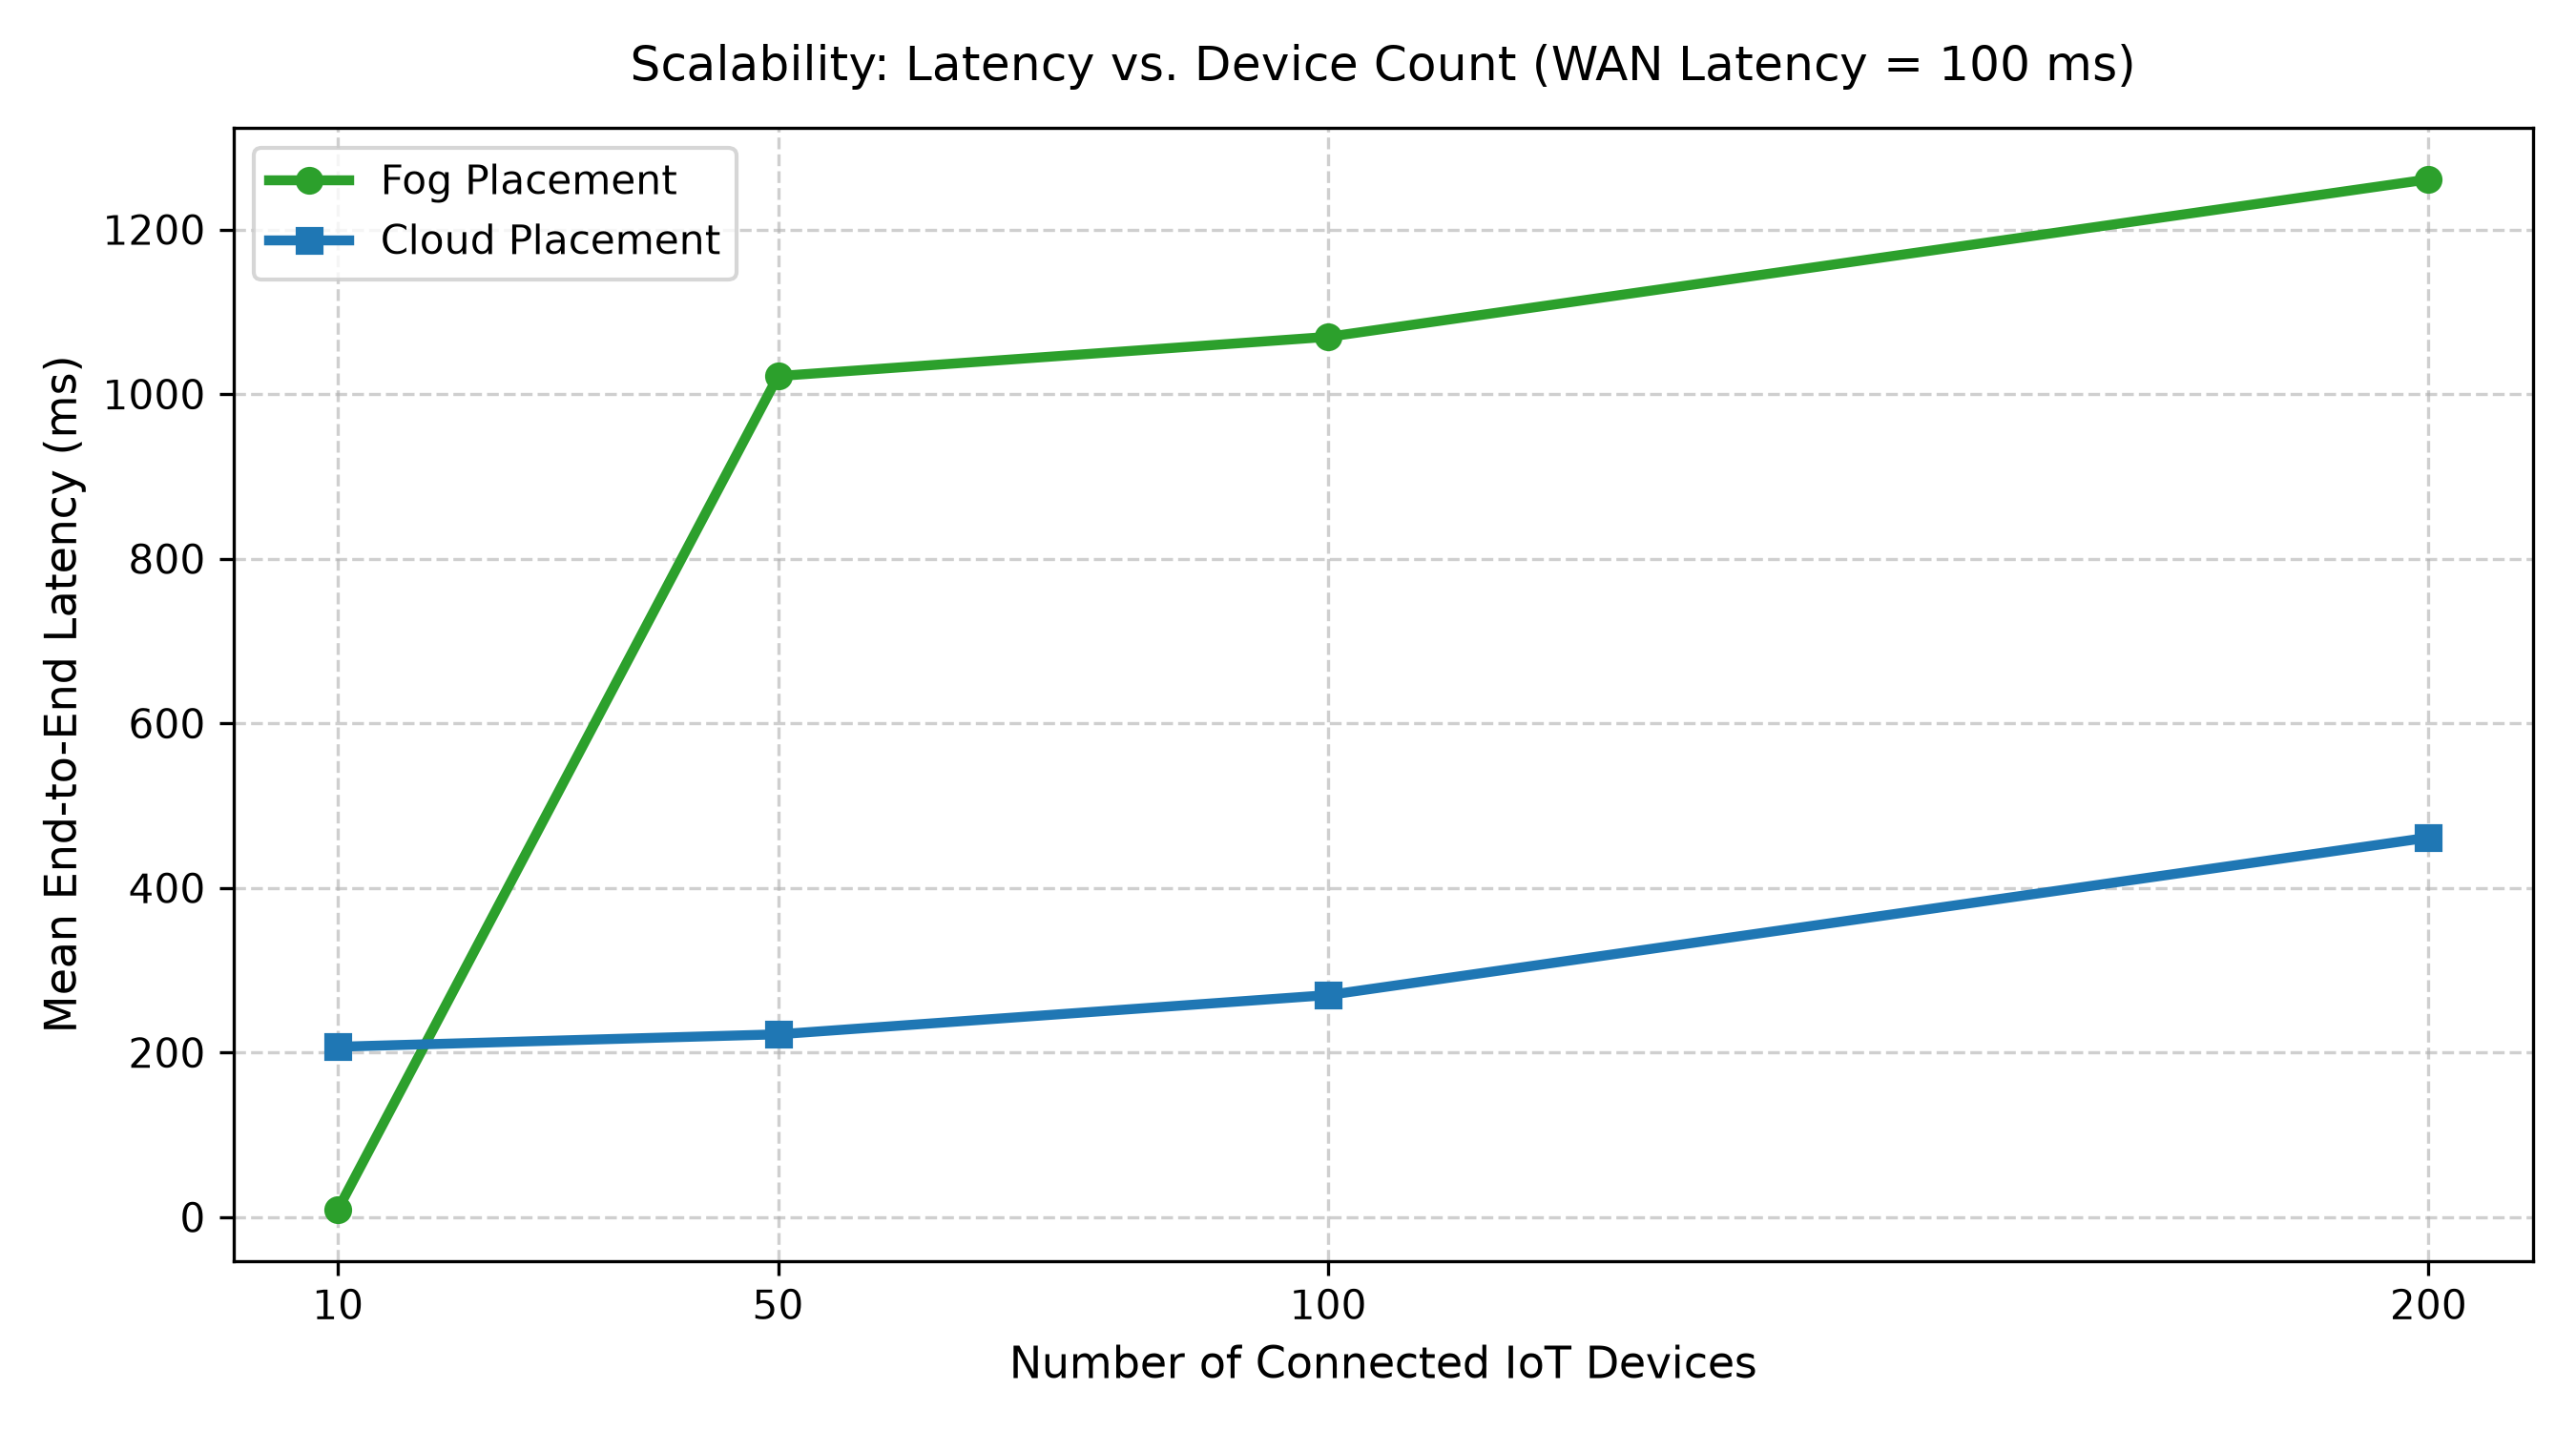 Scalability: Latency vs. Device Count (WAN Latency = 100 ms)
Fog Placement
Cloud Placement
Mean End-to-End Latency (ms)
1200
1000
800
600
400
200
0
10 50 100 200
Number of Connected IoT Devices